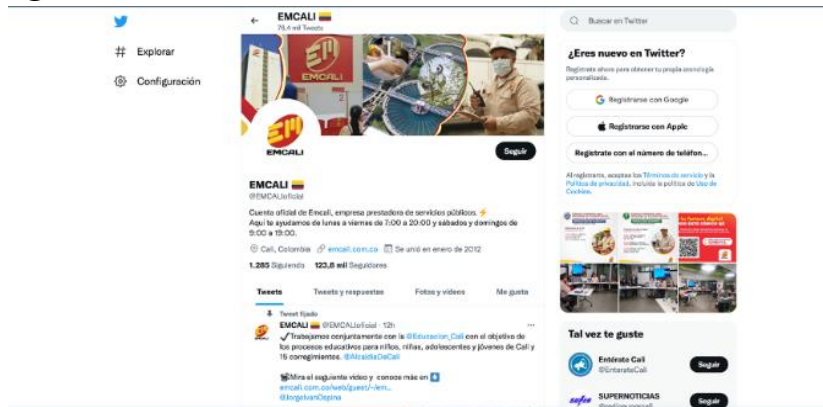 EMCALI
78,4 mil Tweets
Explorar
Configuración
EMCALI
EMCALI
Seguir
EMCALI
@EMCALIoficial
Cuenta oficial de Emcali, empresa prestadora de servicios públicos.
Aquí te ayudamos de lunes a viernes de 7:00 a 20:00 y sábados y domingos de
9:00 a 19:00.
Cali, Colombia emcali.com.co Se unió en enero de 2012
1.285 Siguiendo 123,8 mil Seguidores
Tweets Tweets y respuestas Fotos y vídeos Me gusta
Tweet fijado
EMCALI @EMCALIoficial · 12h
Trabajamos conjuntamente con la @Educacion_Cali con el objetivo de
los procesos educativos para niños, niñas, adolescentes y jóvenes de Cali y
15 corregimientos. @AlcaldiaDeCali
Mira el siguiente video y conoce más en
emcali.com.co/web/guest/-/em...
@JorgeIvanOspina
Buscar en Twitter
¿Eres nuevo en Twitter?
Regístrate ahora para obtener tu propia cronología
personalizada.
Registrarse con Google
Registrarse con Apple
Regístrate con el número de teléfon...
Al registrarte, aceptas los Términos de servicio y la
Política de privacidad, incluida la política de Uso de
Cookies.
Tal vez te guste
Entérate Cali
@EnterateCali
Seguir
SUPERNOTICIAS
Seguir